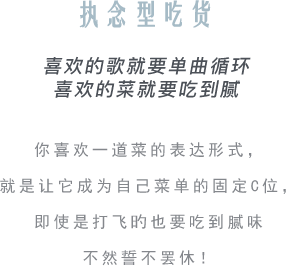 执念型吃货
喜欢的歌就要单曲循环
喜欢的菜就要吃到腻
你喜欢一道菜的表达形式，
就是让它成为自己菜单的固定C位，
即使是打飞的也要吃到腻味
不然誓不罢休！